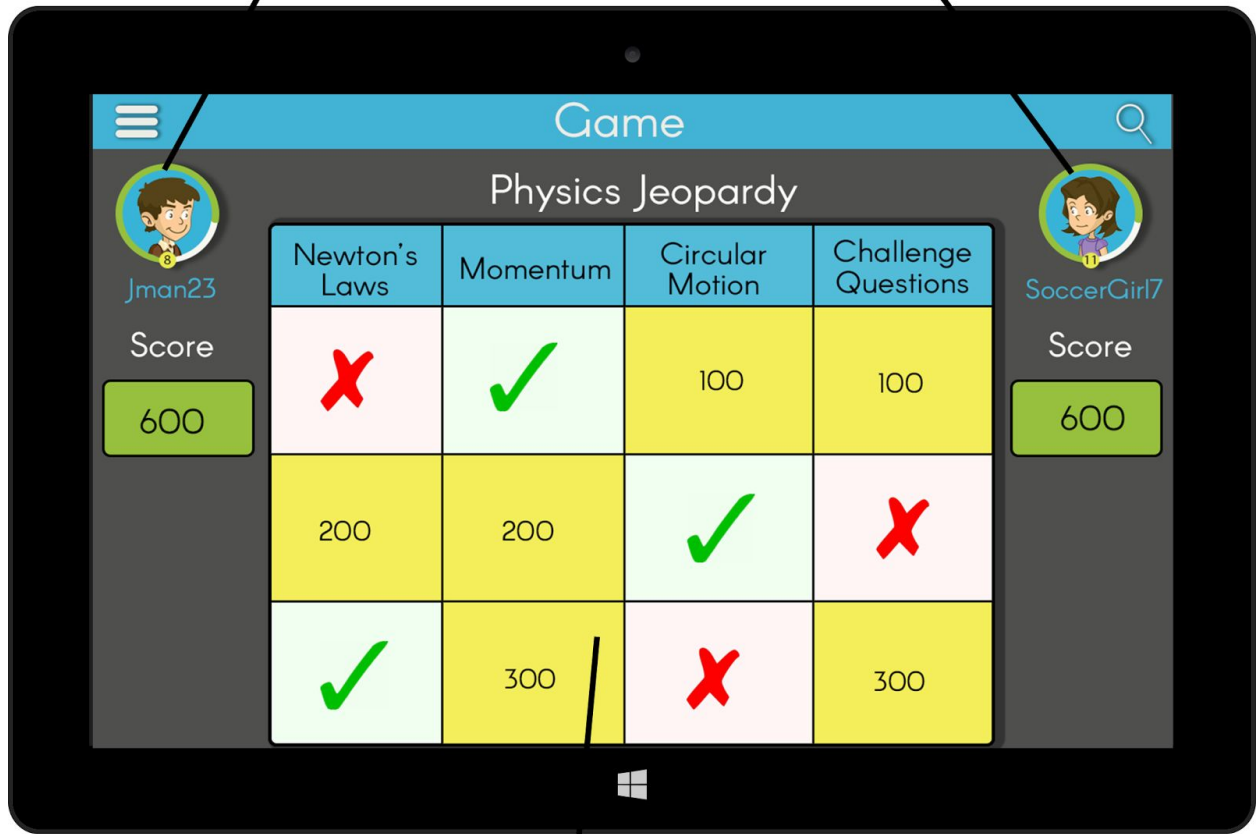 Game
Physics Jeopardy
8
Jman23
Score
600
Newton's
Laws
Momentum
Circular
Motion
Challenge
Questions
100
100
200
200
300
300
11
SoccerGirl7
Score
600